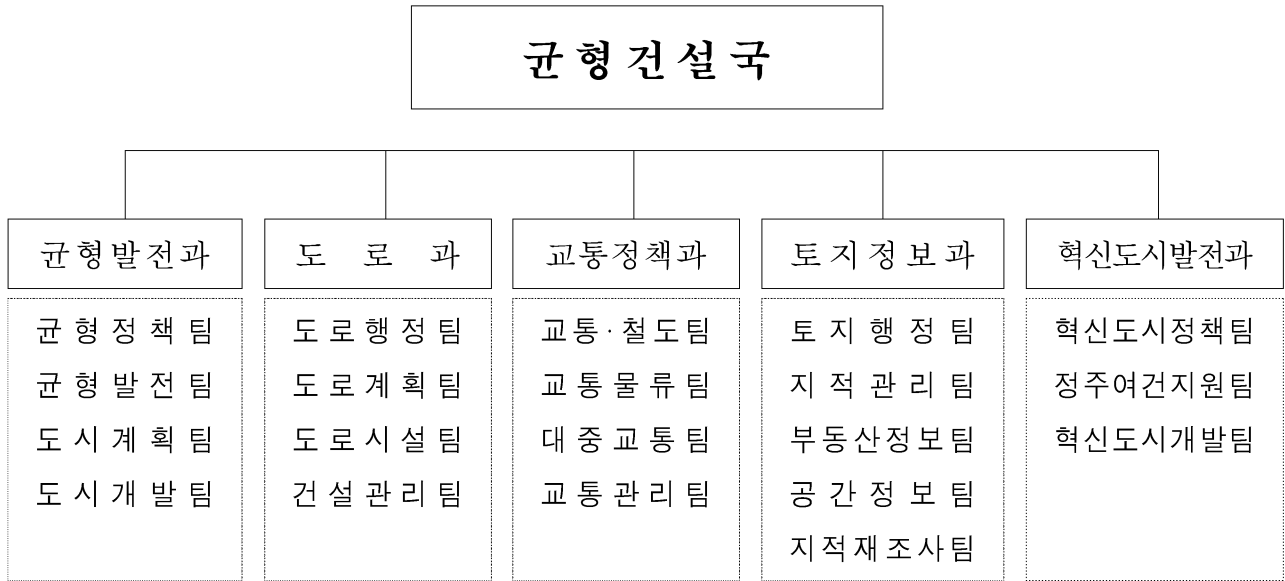 균형건설국
균형발전과
균형정책팀
균형발전팀
도시계획팀
도시개발팀
도로과
도로행정팀
도로계획팀
도로시설팀
건설관리팀
교통정책과
교통·철도팀
교통물류팀
대중교통팀
교통관리팀
토지정보과
토지행정팀
지적관리팀
부동산정보팀
공간정보팀
지적재조사팀
혁신도시발전과
혁신도시정책팀
정주여건지원팀
혁신도시개발팀